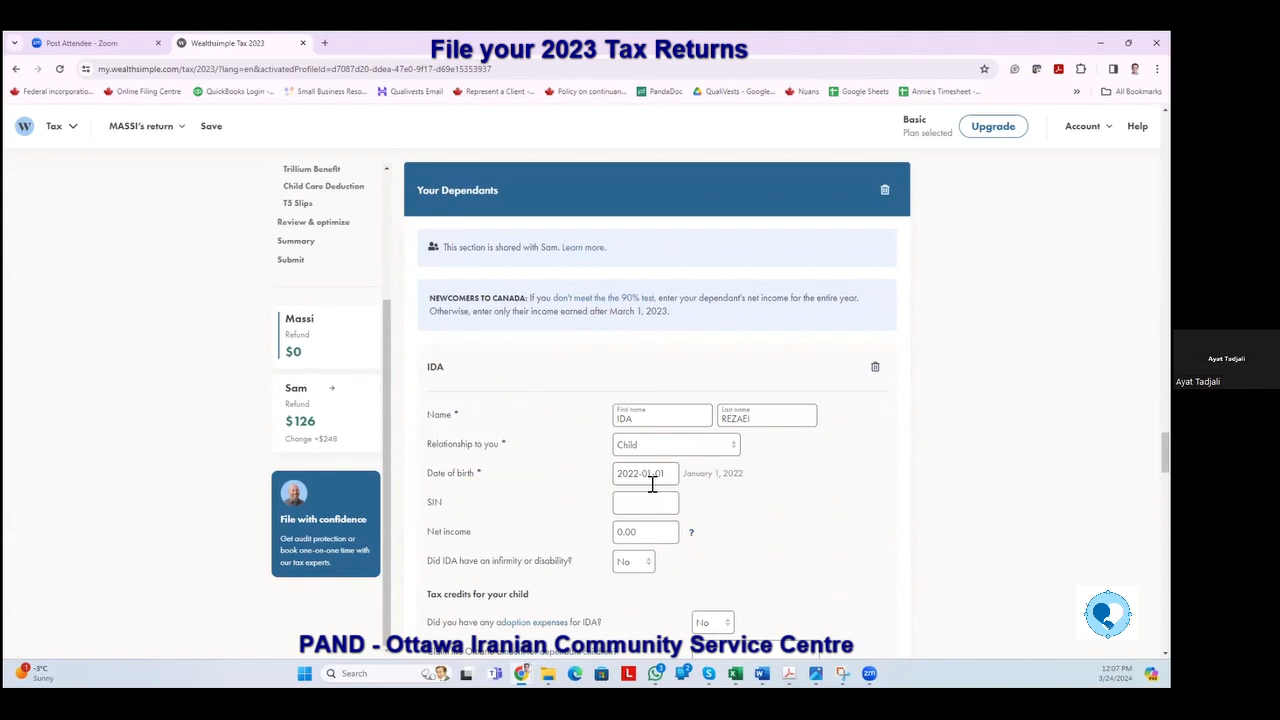 File your 2023 Tax Returns
Post Attendee - Zoom
Wealthsimple Tax 2023
my.wealthsimple.com/tax/2023/?lang=en&activatedProfileId=d7087d20-ddea-47e0-9f17-d69e15353937
Federal incorporatio... Online Filing Centre QuickBooks Login -... Small Business Reso... Qualivests Email Represent a Client -... Policy on continuan... PandaDoc QualiVests - Google... Nuans Google Sheets Annie's Timesheet -... All Bookmarks
W Tax MASSI's return Save Basic Plan selected Upgrade Account Help
Trillium Benefit
Child Care Deduction
T5 Slips
Review & optimize
Summary
Submit
Massi
Refund
$0
Sam
Refund
$126
Change +$248
File with confidence
Get audit protection or
book one-on-one time with
our tax experts.
Your Dependants
This section is shared with Sam. Learn more.
NEWCOMERS TO CANADA: If you don't meet the the 90% test, enter your dependant's net income for the entire year.
Otherwise, enter only their income earned after March 1, 2023.
IDA
Name * First name IDA Last name REZAEI
Relationship to you * Child
Date of birth * 2022-01-01 January 1, 2022
SIN
Net income 0.00 ?
Did IDA have an infirmity or disability? No
Tax credits for your child
Did you have any adoption expenses for IDA? No
PAND - Ottawa Iranian Community Service Centre
Ayat Tadjali
Ayat Tadjali
-3°C
Sunny
Search
12:07 PM
3/24/2024